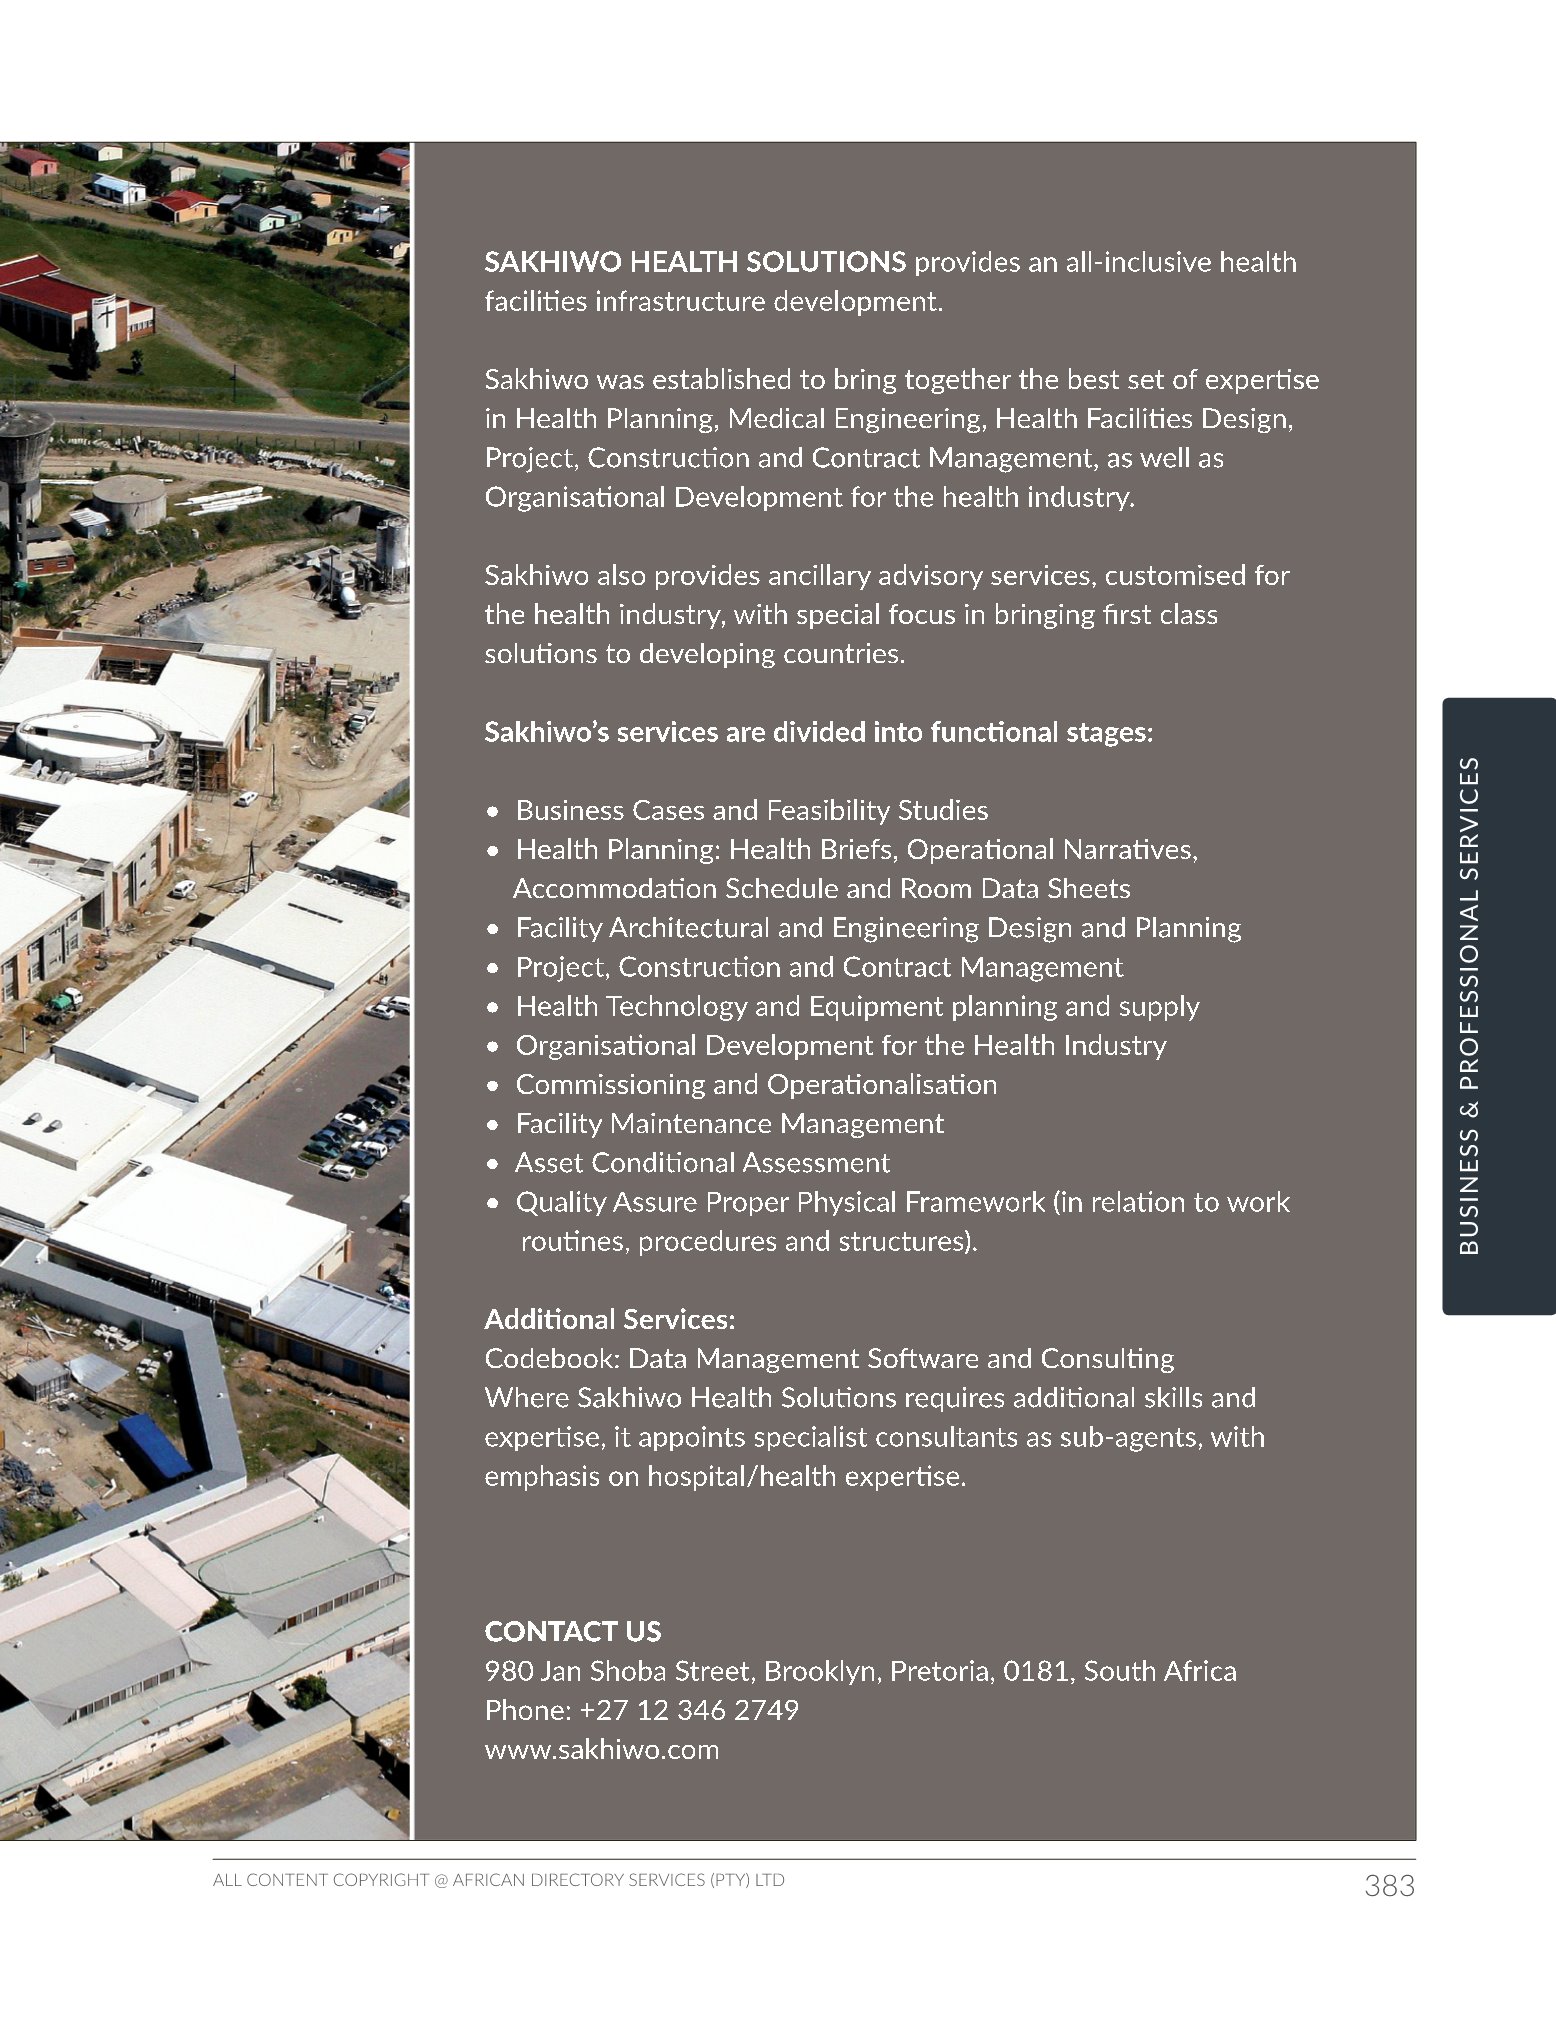 SAKHIWO HEALTH SOLUTIONS provides an all-inclusive health
facilities infrastructure development.
Sakhiwo was established to bring together the best set of expertise
in Health Planning, Medical Engineering, Health Facilities Design,
Project, Construction and Contract Management, as well as
Organisational Development for the health industry.
Sakhiwo also provides ancillary advisory services, customised for
the health industry, with special focus in bringing first class
solutions to developing countries.
Sakhiwo’s services are divided into functional stages:
• Business Cases and Feasibility Studies
• Health Planning: Health Briefs, Operational Narratives,
Accommodation Schedule and Room Data Sheets
• Facility Architectural and Engineering Design and Planning
• Project, Construction and Contract Management
• Health Technology and Equipment planning and supply
• Organisational Development for the Health Industry
• Commissioning and Operationalisation
• Facility Maintenance Management
• Asset Conditional Assessment
• Quality Assure Proper Physical Framework (in relation to work
routines, procedures and structures).
Additional Services:
Codebook: Data Management Software and Consulting
Where Sakhiwo Health Solutions requires additional skills and
expertise, it appoints specialist consultants as sub-agents, with
emphasis on hospital/health expertise.
CONTACT US
980 Jan Shoba Street, Brooklyn, Pretoria, 0181, South Africa
Phone: +27 12 346 2749
www.sakhiwo.com
BUSINESS & PROFESSIONAL SERVICES
ALL CONTENT COPYRIGHT @ AFRICAN DIRECTORY SERVICES (PTY) LTD
383